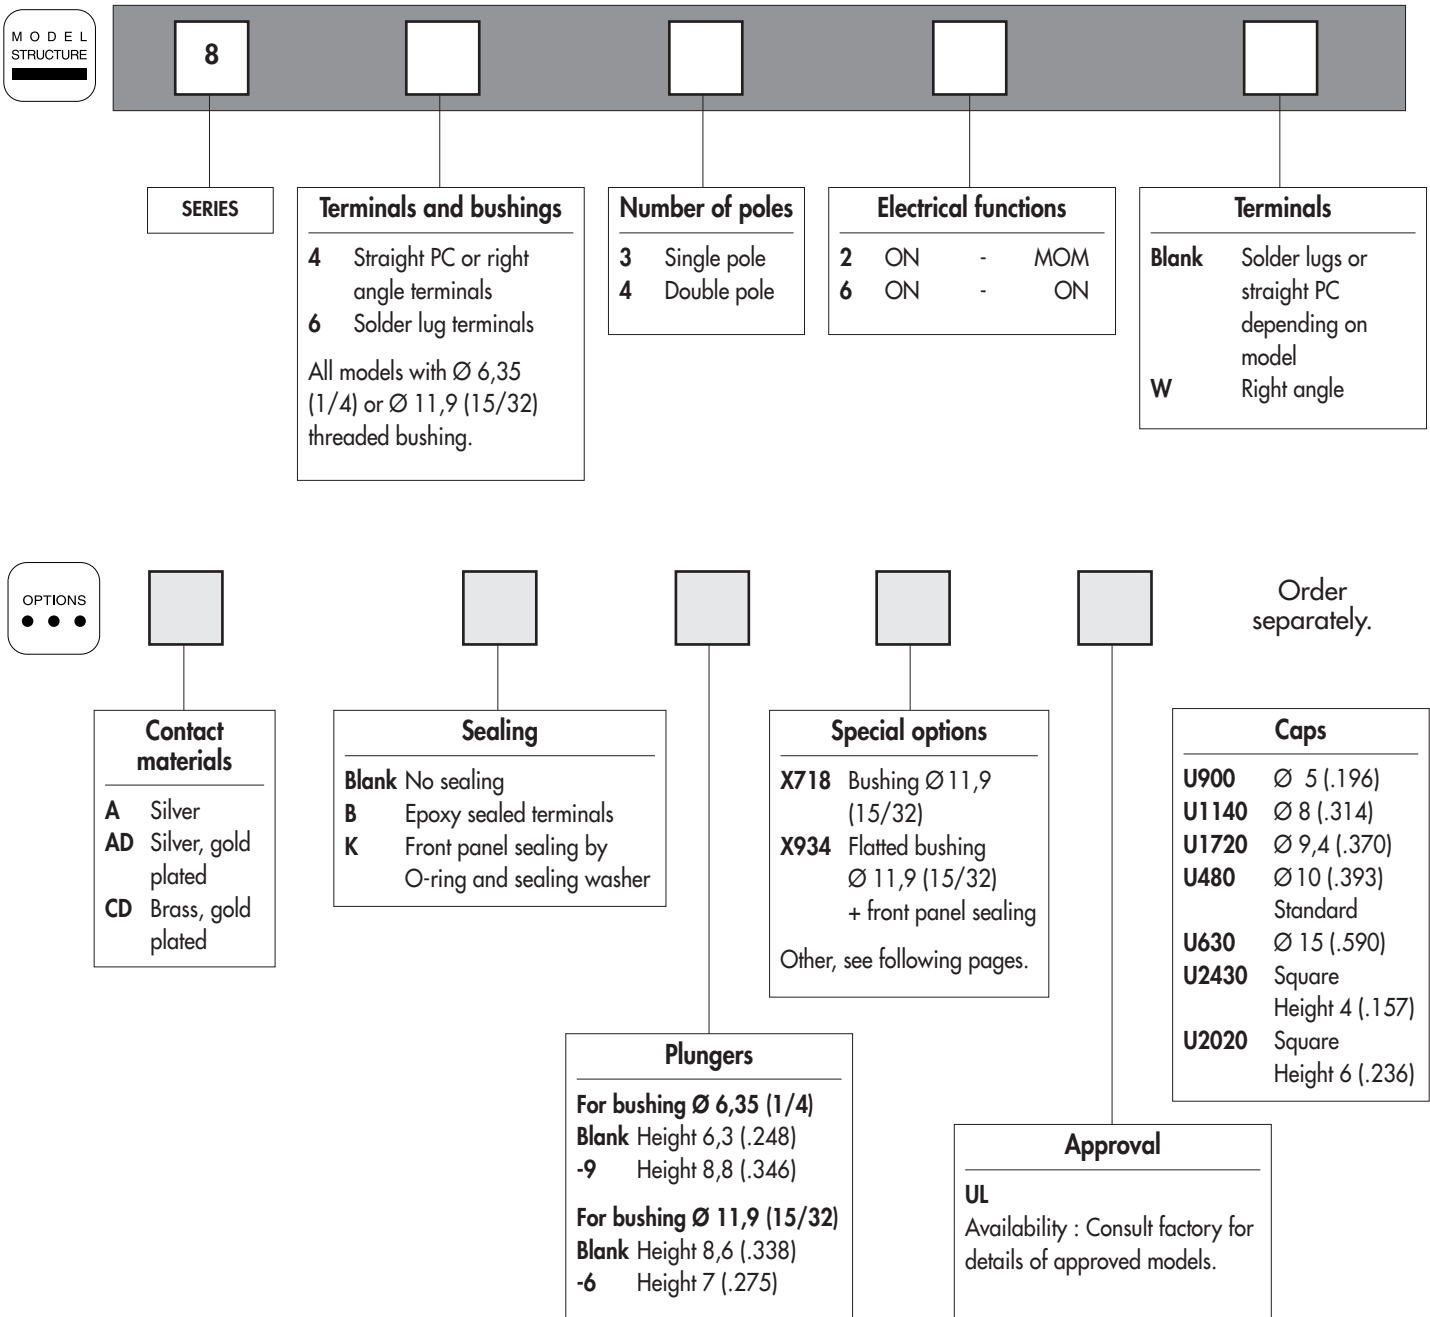 MODEL
STRUCTURE
8
SERIES
Terminals and bushings
4 Straight PC or right
angle terminals
6 Solder lug terminals
All models with Ø 6,35
(1/4) or Ø 11,9 (15/32)
threaded bushing.
Number of poles
3 Single pole
4 Double pole
Electrical functions
2 ON - MOM
6 ON - ON
Terminals
Blank Solder lugs or
straight PC
depending on
model
W Right angle
OPTIONS
Order
separately.
Contact
materials
A Silver
AD Silver, gold
plated
CD Brass, gold
plated
Sealing
Blank No sealing
B Epoxy sealed terminals
K Front panel sealing by
O-ring and sealing washer
Plungers
For bushing Ø 6,35 (1/4)
Blank Height 6,3 (.248)
-9 Height 8,8 (.346)
For bushing Ø 11,9 (15/32)
Blank Height 8,6 (.338)
-6 Height 7 (.275)
Special options
X718 Bushing Ø 11,9
(15/32)
X934 Flatted bushing
Ø 11,9 (15/32)
+ front panel sealing
Other, see following pages.
Approval
UL
Availability : Consult factory for
details of approved models.
Caps
U900 Ø 5 (.196)
U1140 Ø 8 (.314)
U1720 Ø 9,4 (.370)
U480 Ø 10 (.393)
Standard
U630 Ø 15 (.590)
U2430 Square
Height 4 (.157)
U2020 Square
Height 6 (.236)